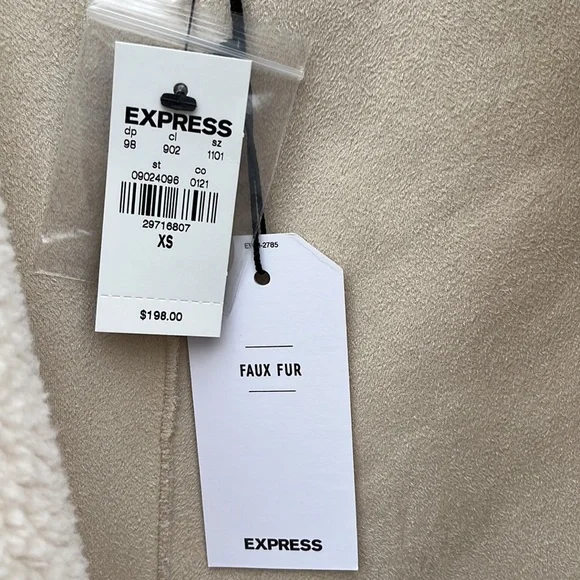 EXPRESS
dp cl sz
98 902 1101
st co
09024096 0121
29716807
XS
$198.00
FAUX FUR
EXPRESS